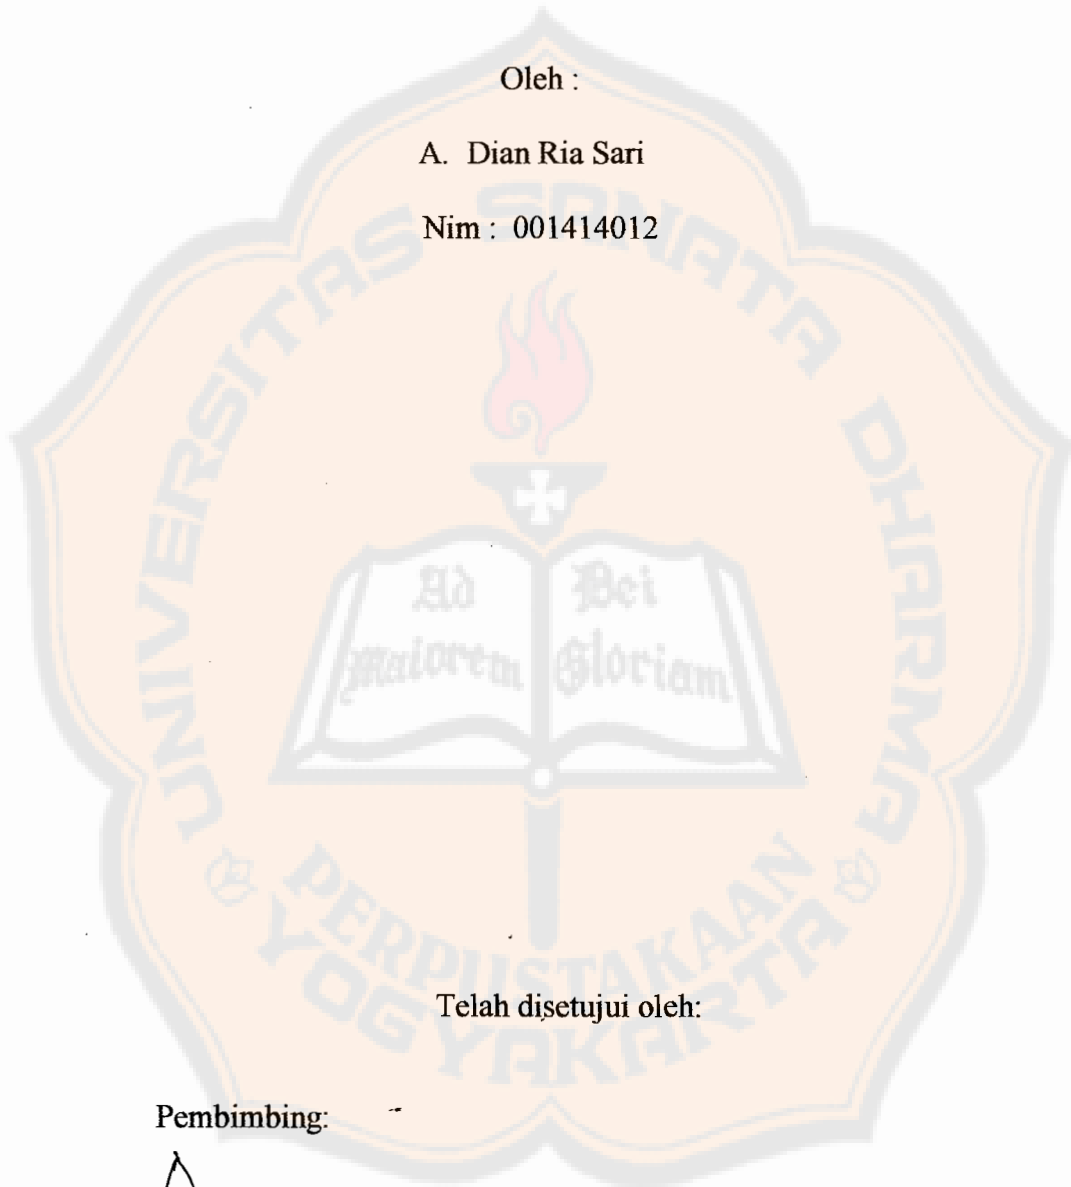 Oleh :
A. Dian Ria Sari
Nim : 001414012
UNIVERSITAS SANATA DHARMA
Ad Dei
maiorem Gloriam
PERPUSTAKAAN
YOGYAKARTA
Telah disetujui oleh:
Pembimbing: